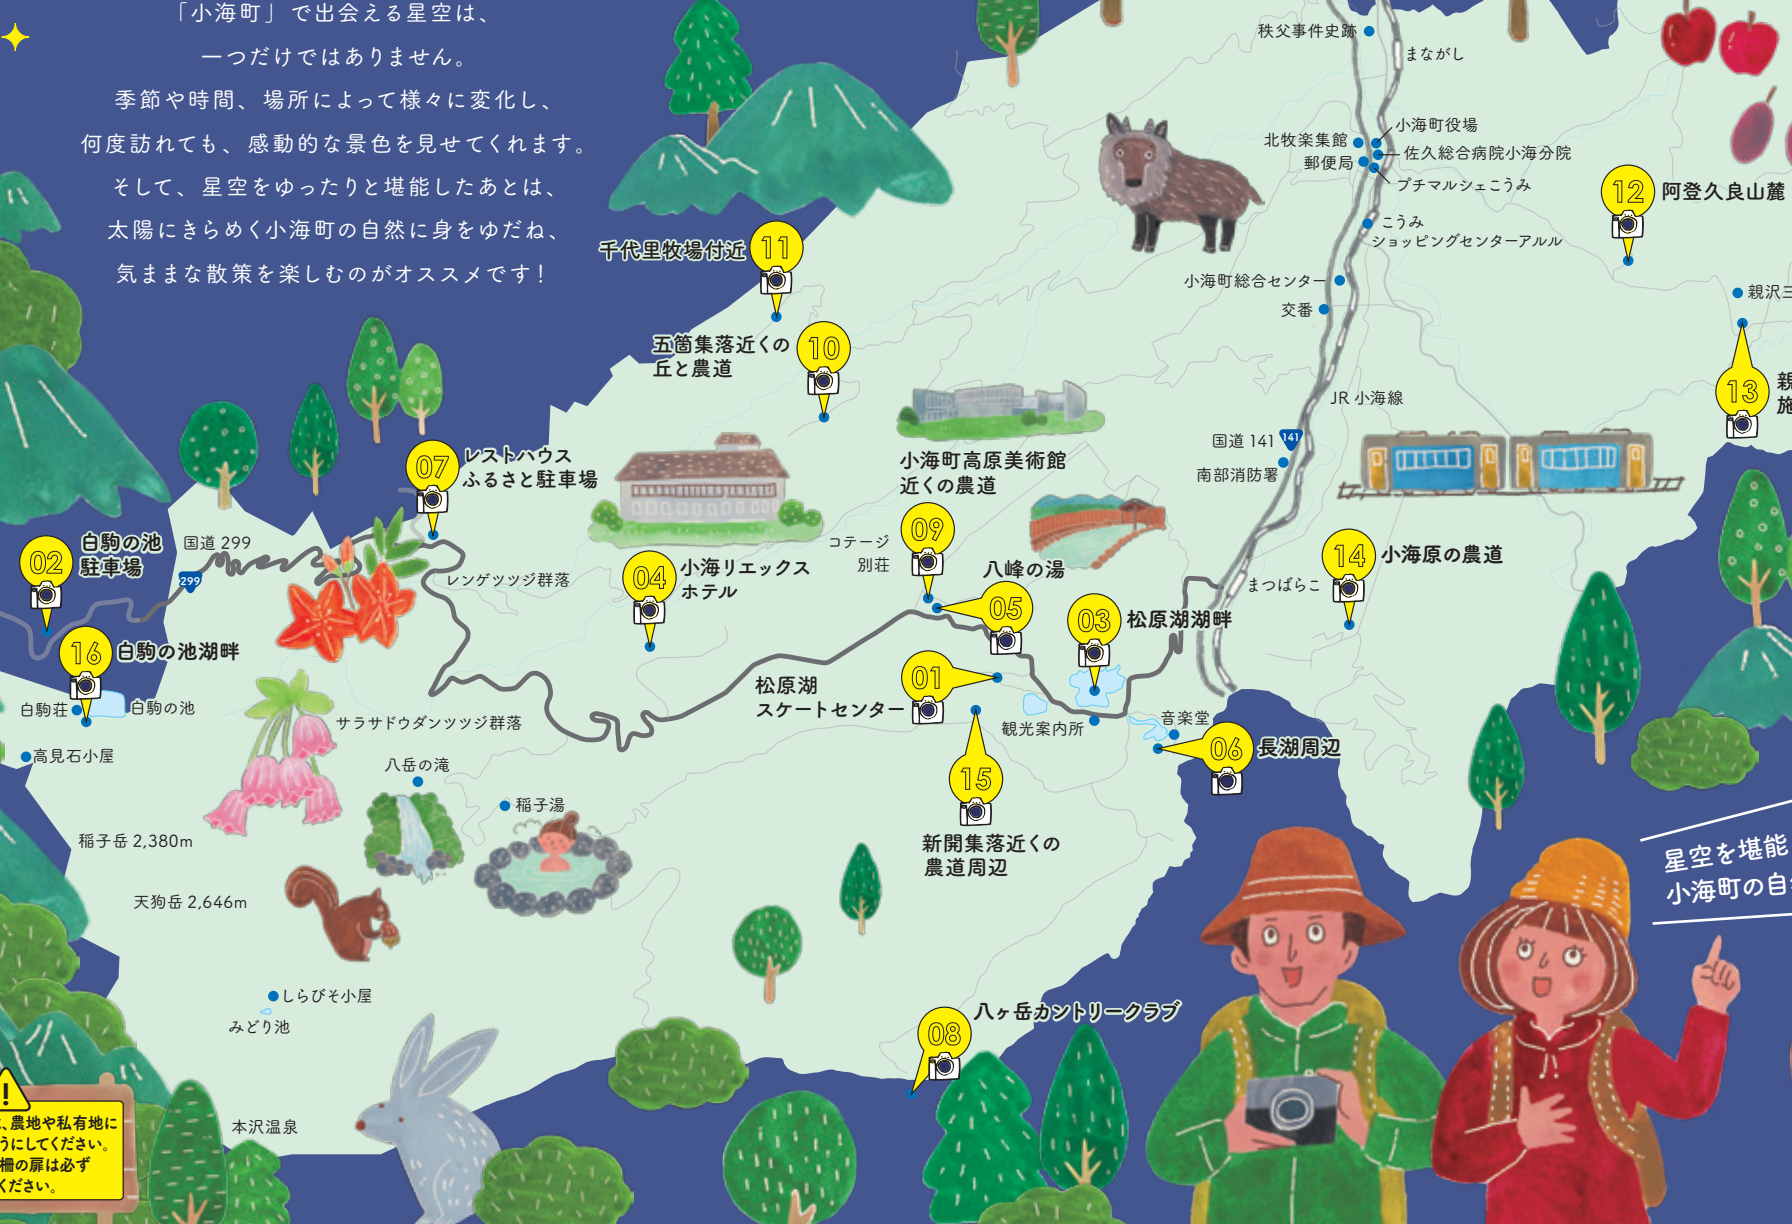 「小海町」で出会える星空は、
一つだけではありません。
季節や時間、場所によって様々に変化し、
何度訪れても、感動的な景色を見せてくれます。
そして、星空をゆったりと堪能したあとは、
太陽にきらめく小海町の自然に身をゆだね、
気ままな散策を楽しむのがオススメです!
秩父事件史跡
まながし
小海町役場
北牧楽集館
佐久総合病院小海分院
郵便局
プチマルシェこうみ
こうみ
ショッピングセンターアルル
12
阿登久良山麓
11
千代里牧場付近
小海町総合センター
交番
親沢三
10
五箇集落近くの
丘と農道
13
親
施
JR 小海線
国道 141
141
南部消防署
07
レストハウス
ふるさと駐車場
小海町高原美術館
近くの農道
09
コテージ
別荘
02
白駒の池
駐車場
国道 299
299
レンゲツツジ群落
04
小海リエックス
ホテル
八峰の湯
05
03
松原湖湖畔
まつばらこ
14
小海原の農道
16
白駒の池湖畔
白駒荘
白駒の池
高見石小屋
サラサドウダンツツジ群落
01
松原湖
スケートセンター
観光案内所
音楽堂
06
長湖周辺
15
新開集落近くの
農道周辺
八岳の滝
稲子湯
稲子岳 2,380m
天狗岳 2,646m
しらびそ小屋
みどり池
本沢温泉
08
八ヶ岳カントリークラブ
星空を堪能
小海町の自
!
、農地や私有地に
うにしてください。
柵の扉は必ず
ください。